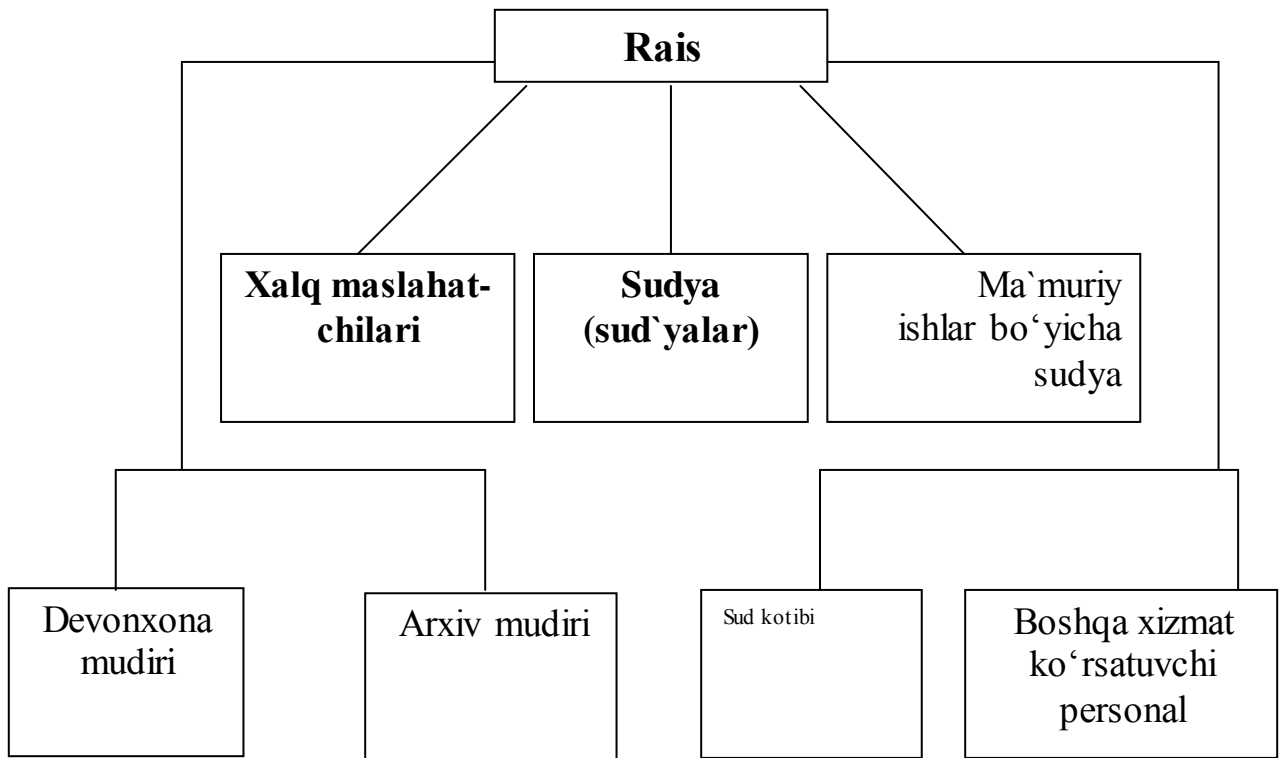 Rais
Xalq maslahat-
chilari
Sudya
(sud`yalar)
Ma`muriy
ishlar bo‘yicha
sudya
Devonxona
mudiri
Arxiv mudiri
Sud kotibi
Boshqa xizmat
ko‘rsatuvchi
personal